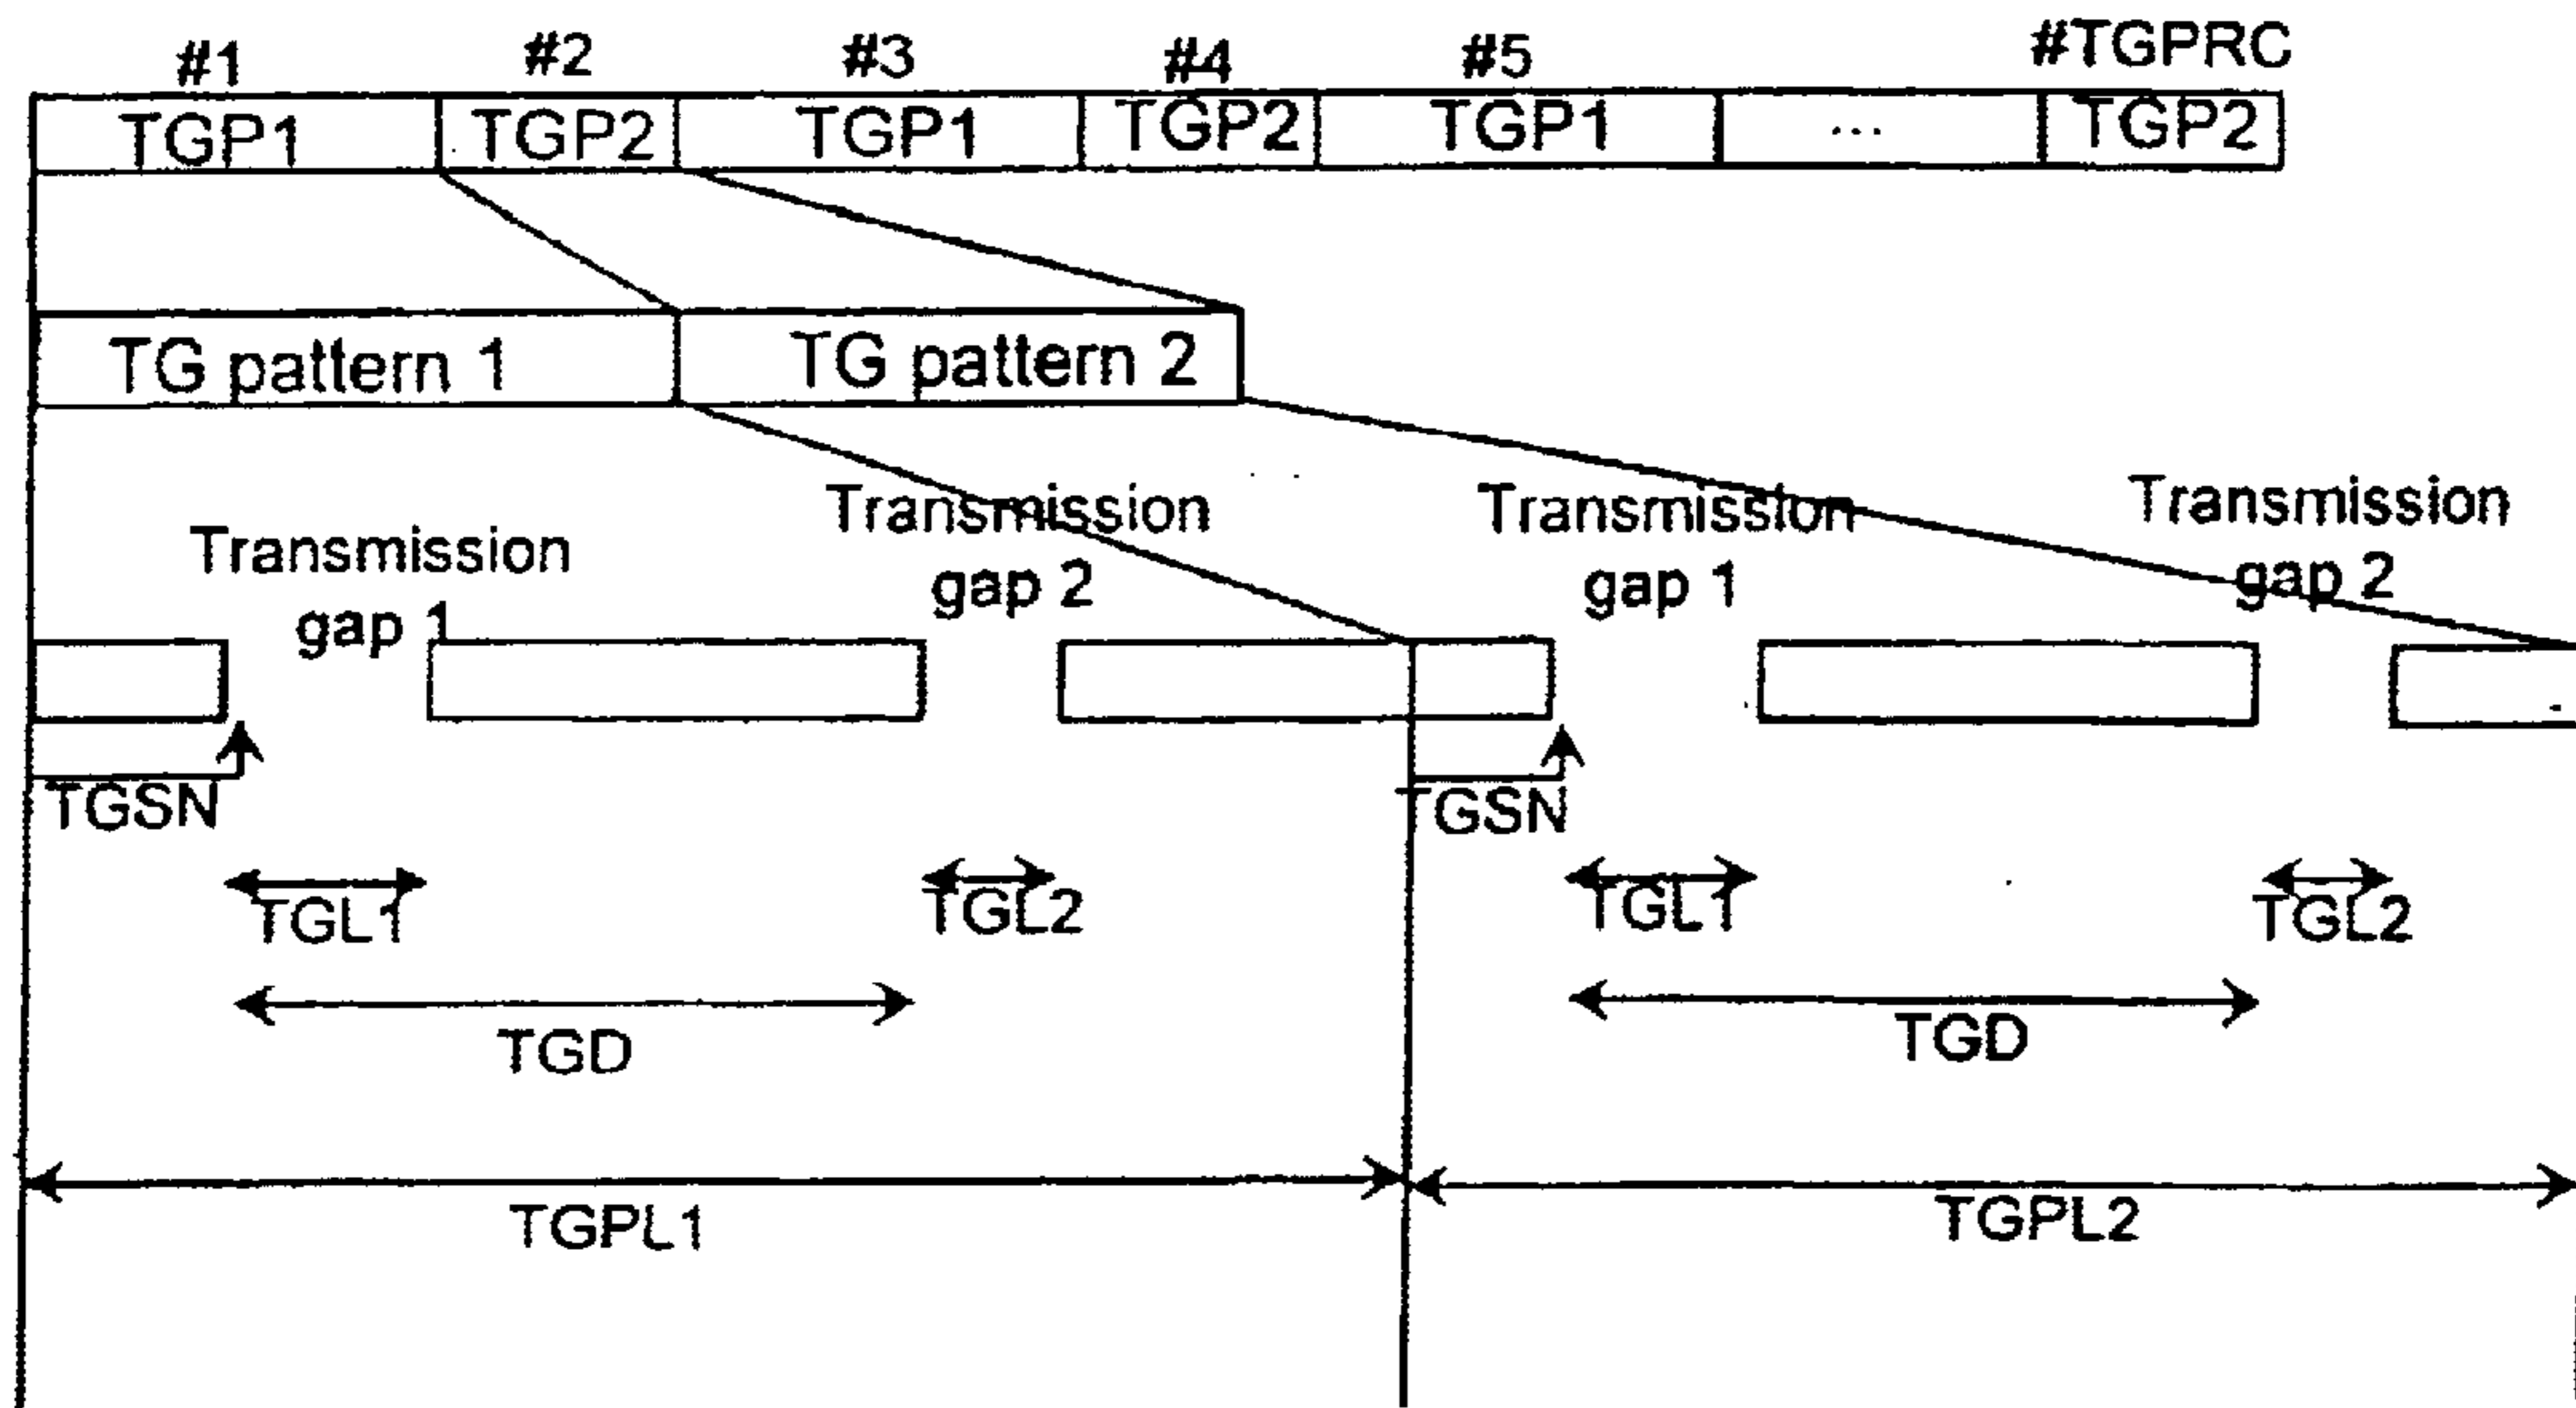 #1 #2 #3 #4 #5 #TGPRC
TGP1 TGP2 TGP1 TGP2 TGP1 ... TGP2
TG pattern 1 TG pattern 2
Transmission gap 1
Transmission gap 2
Transmission gap 1
Transmission gap 2
TGSN TGSN
TGL1 TGL2 TGL1 TGL2
TGD TGD
TGPL1 TGPL2